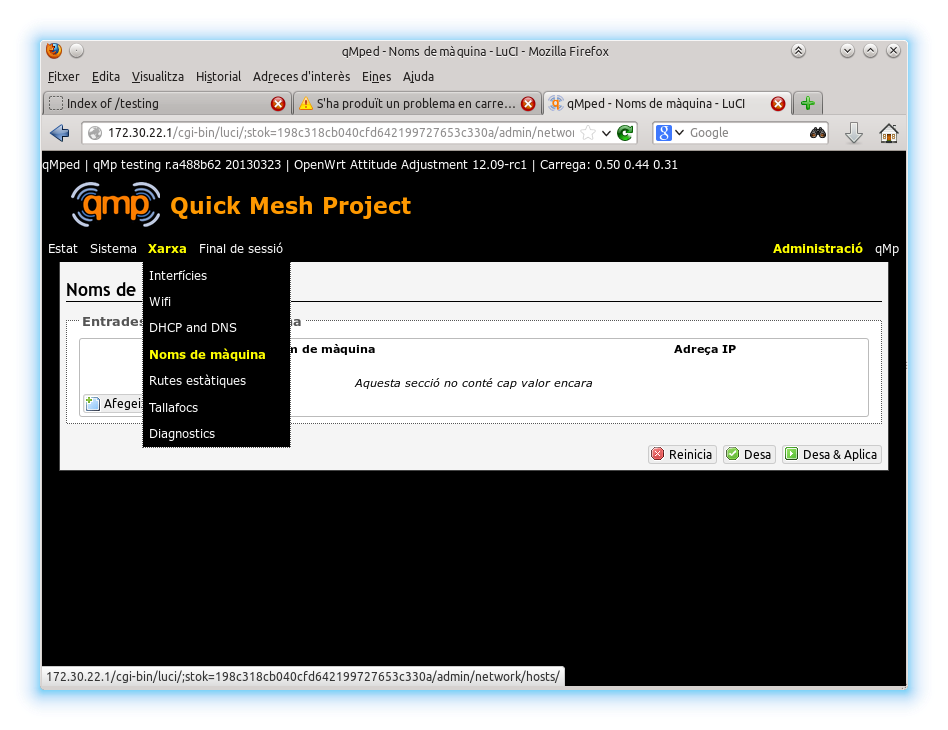 qMped - Noms de màquina - LuCI - Mozilla Firefox
Fitxer Edita Visualitza Historial Adreces d'interès Eines Ajuda
Index of /testing S'ha produït un problema en carre... qMped - Noms de màquina - LuCI
172.30.22.1/cgi-bin/luci/;stok=198c318cb040cfd642199727653c330a/admin/networ Google
qMped | qMp testing r.a488b62 20130323 | OpenWrt Attitude Adjustment 12.09-rc1 | Carrega: 0.50 0.44 0.31
qmp Quick Mesh Project
Estat Sistema Xarxa Final de sessió Administració qMp
Interfícies
Noms de
Wifi
Entrades
DHCP and DNS
m de màquina Adreça IP
Noms de màquina
Rutes estàtiques
Aquesta secció no conté cap valor encara
Afegei
Tallafocs
Diagnostics
Reinicia Desa Desa & Aplica
172.30.22.1/cgi-bin/luci/;stok=198c318cb040cfd642199727653c330a/admin/network/hosts/